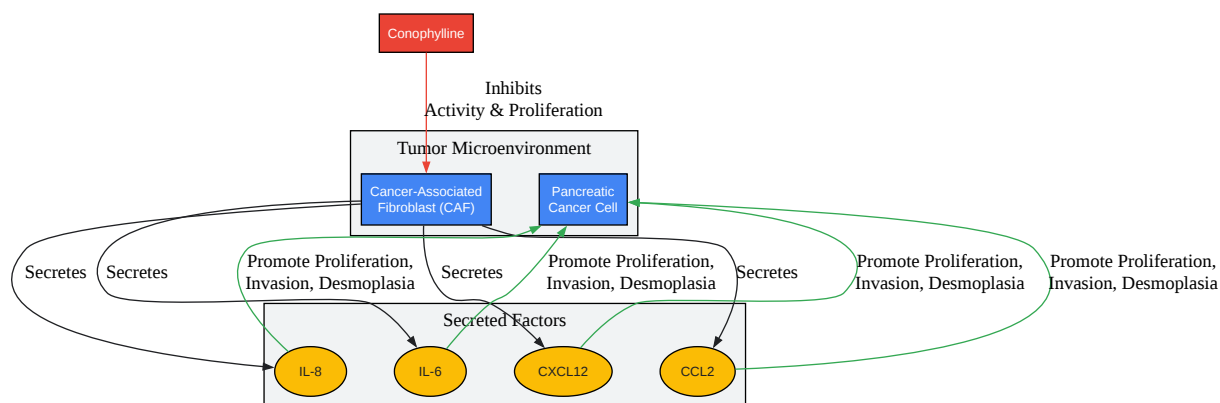 Conophylline
Inhibits
Activity & Proliferation
Tumor Microenvironment
Cancer-Associated
Fibroblast (CAF)
Pancreatic
Cancer Cell
Secretes
Secretes
Promote Proliferation,
Invasion, Desmoplasia
Secretes
Promote Proliferation,
Invasion, Desmoplasia
Secretes
Promote Proliferation,
Invasion, Desmoplasia
Promote Proliferation,
Invasion, Desmoplasia
Secreted Factors
IL-8
IL-6
CXCL12
CCL2